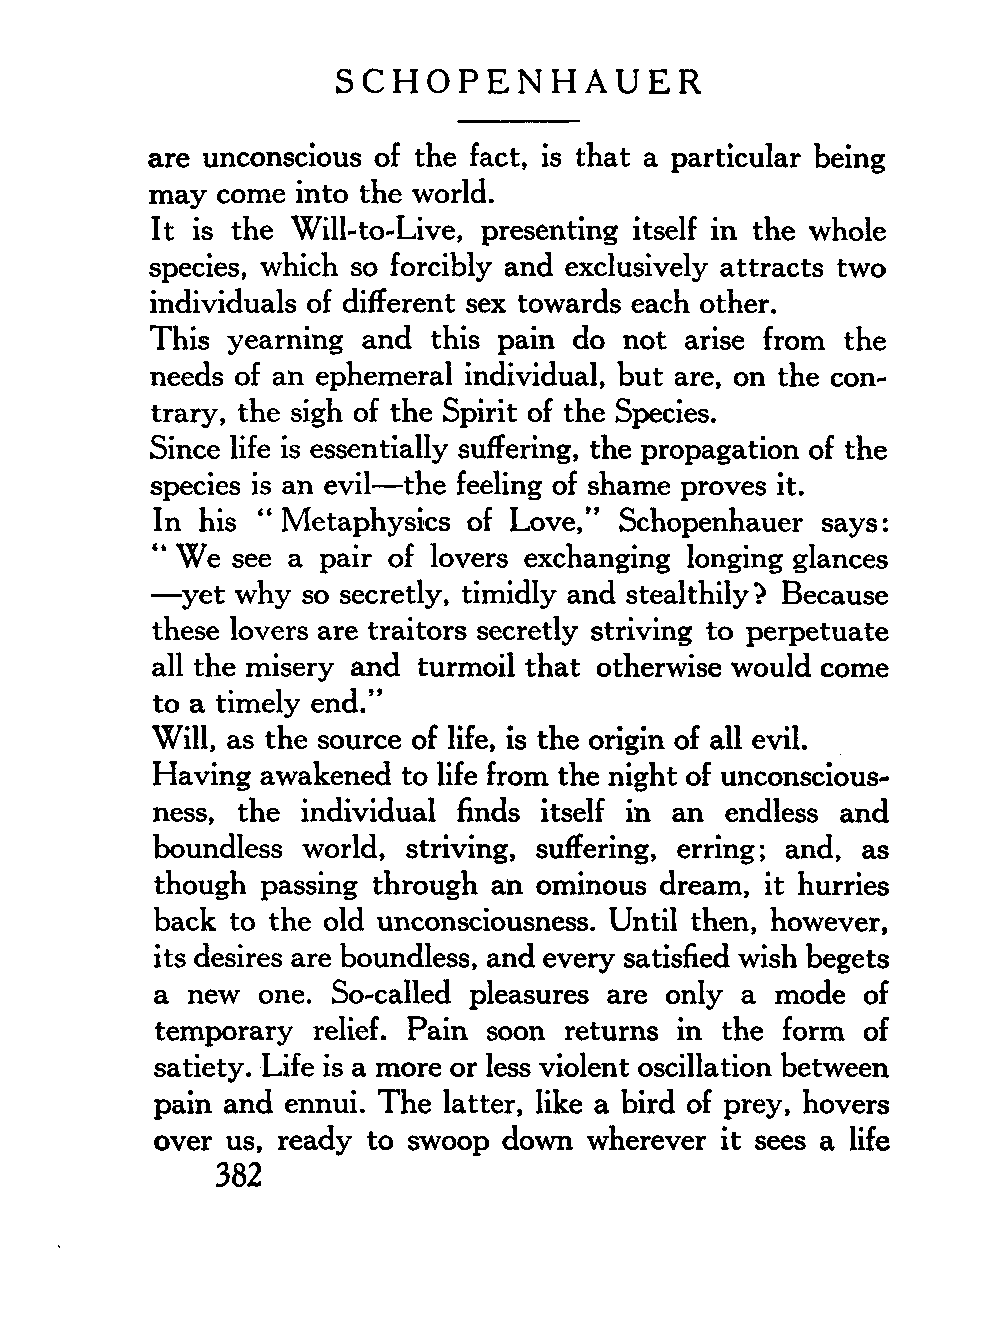 SCHOPENHAUER
are unconscious of the fact, is that a particular being
may come into the world.
It is the Will-to-Live, presenting itself in the whole
species, which so forcibly and exclusively attracts two
individuals of different sex towards each other.
This yearning and this pain do not arise from the
needs of an ephemeral individual, but are, on the con-
trary, the sigh of the Spirit of the Species.
Since life is essentially suffering, the propagation of the
species is an evil—the feeling of shame proves it.
In his “Metaphysics of Love,” Schopenhauer says:
“We see a pair of lovers exchanging longing glances
—yet why so secretly, timidly and stealthily? Because
these lovers are traitors secretly striving to perpetuate
all the misery and turmoil that otherwise would come
to a timely end.”
Will, as the source of life, is the origin of all evil.
Having awakened to life from the night of unconscious-
ness, the individual finds itself in an endless and
boundless world, striving, suffering, erring; and, as
though passing through an ominous dream, it hurries
back to the old unconsciousness. Until then, however,
its desires are boundless, and every satisfied wish begets
a new one. So-called pleasures are only a mode of
temporary relief. Pain soon returns in the form of
satiety. Life is a more or less violent oscillation between
pain and ennui. The latter, like a bird of prey, hovers
over us, ready to swoop down wherever it sees a life
382